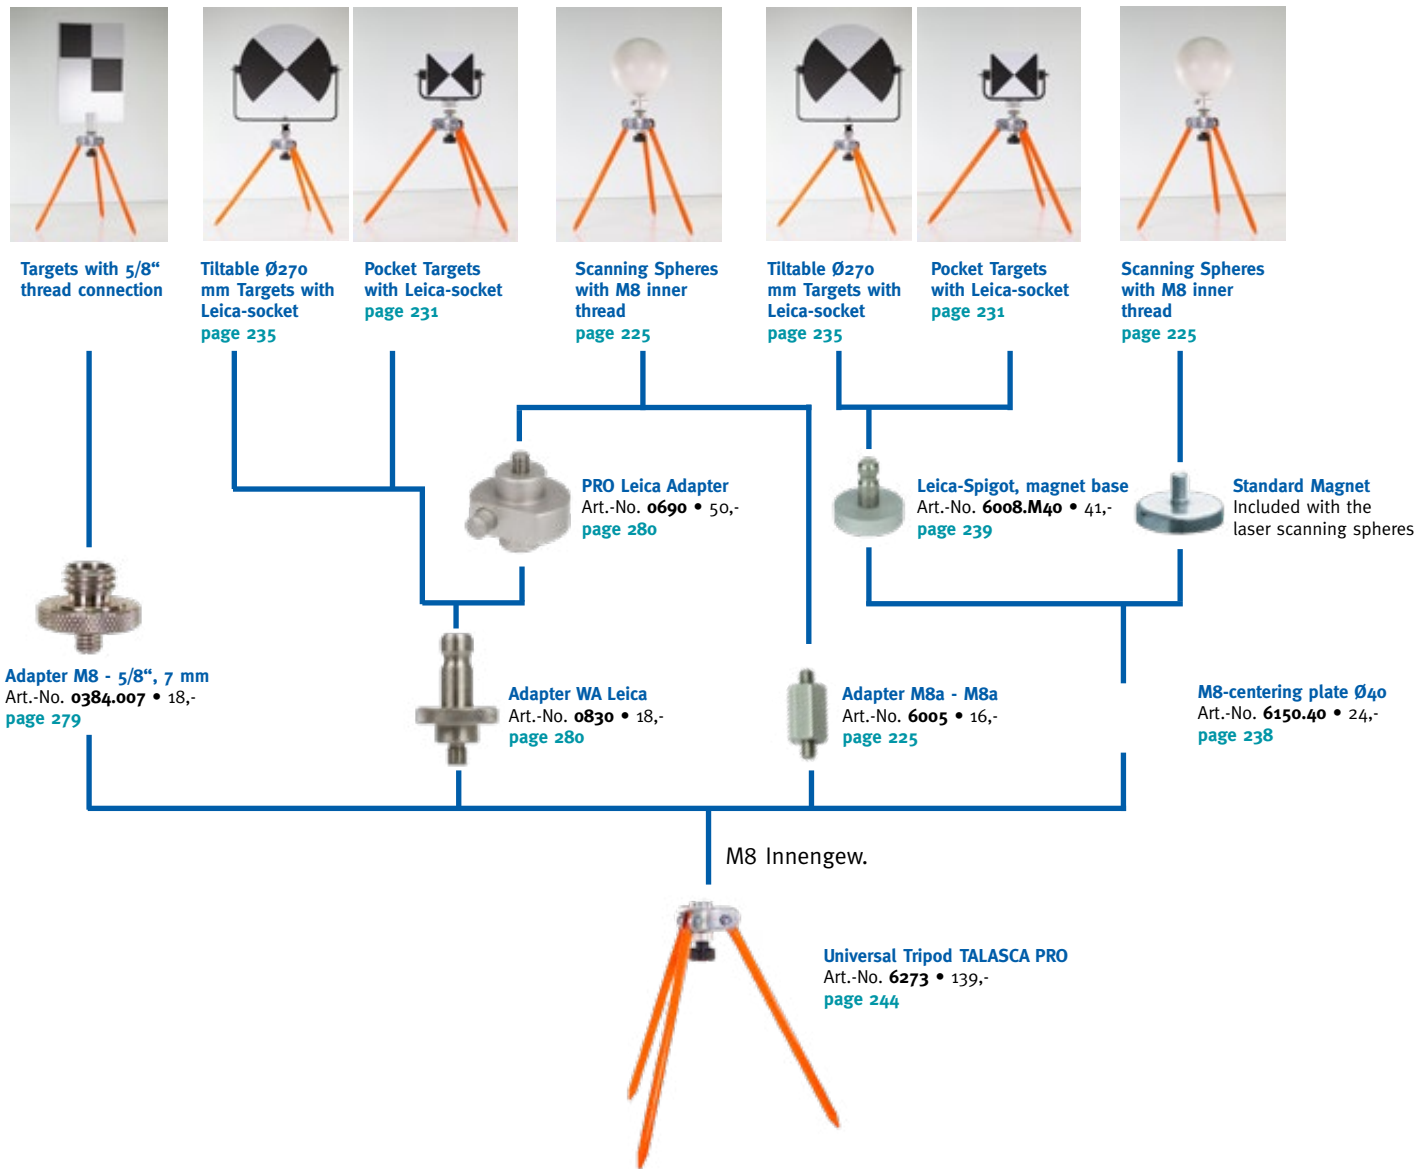 Targets with 5/8“
thread connection
Tiltable Ø270
mm Targets with
Leica-socket
page 235
Pocket Targets
with Leica-socket
page 231
Scanning Spheres
with M8 inner
thread
page 225
Tiltable Ø270
mm Targets with
Leica-socket
page 235
Pocket Targets
with Leica-socket
page 231
Scanning Spheres
with M8 inner
thread
page 225
PRO Leica Adapter
Art.-No. 0690 • 50,-
page 280
Leica-Spigot, magnet base
Art.-No. 6008.M40 • 41,-
page 239
Standard Magnet
Included with the
laser scanning spheres
Adapter M8 - 5/8“, 7 mm
Art.-No. 0384.007 • 18,-
page 279
Adapter WA Leica
Art.-No. 0830 • 18,-
page 280
Adapter M8a - M8a
Art.-No. 6005 • 16,-
page 225
M8-centering plate Ø40
Art.-No. 6150.40 • 24,-
page 238
M8 Innengew.
Universal Tripod TALASCA PRO
Art.-No. 6273 • 139,-
page 244